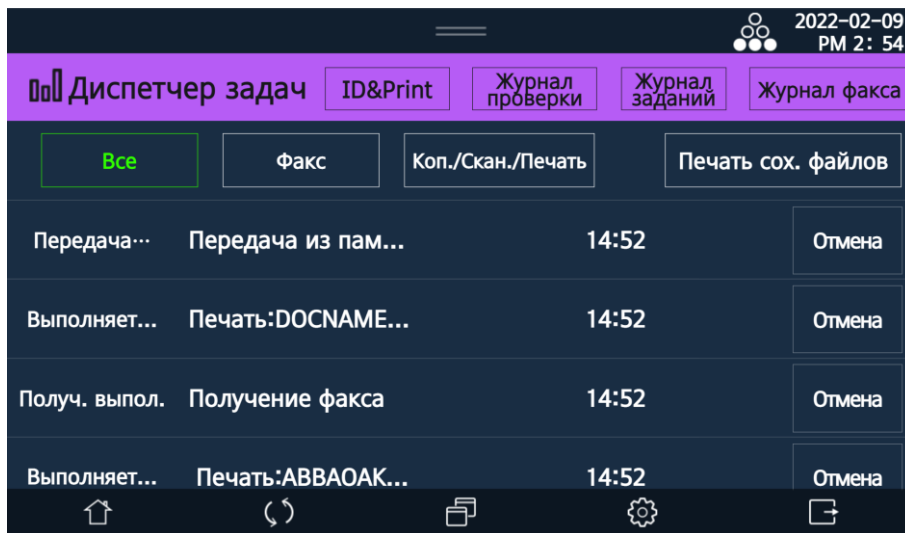 2022-02-09
PM 2: 54
Диспетчер задач
ID&Print
Журнал
проверки
Журнал
заданий
Журнал факса
Все
Факс
Коп./Скан./Печать
Печать сох. файлов
Передача… Передача из пам... 14:52 Отмена
Выполняет... Печать:DOCNAME... 14:52 Отмена
Получ. выпол. Получение факса 14:52 Отмена
Выполняет... Печать:ABBAOAK... 14:52 Отмена